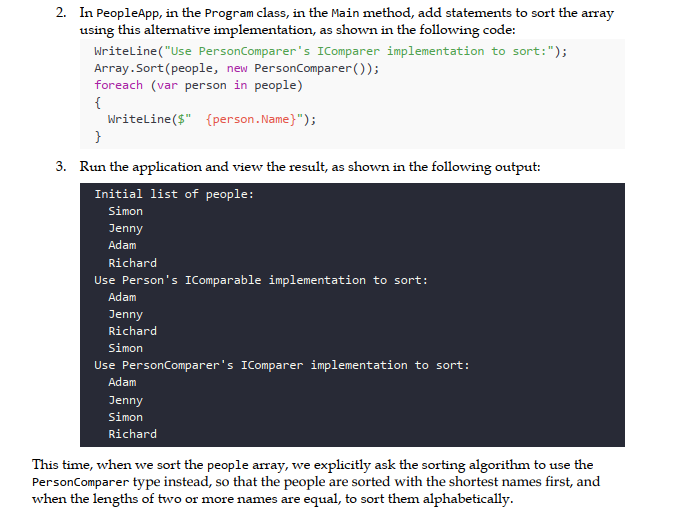 2. In PeopleApp, in the Program class, in the Main method, add statements to sort the array
using this alternative implementation, as shown in the following code:
WriteLine("Use PersonComparer's IComparer implementation to sort:");
Array.Sort(people, new PersonComparer());
foreach (var person in people)
{
  WriteLine($"  {person.Name}");
}
3. Run the application and view the result, as shown in the following output:
Initial list of people:
  Simon
  Jenny
  Adam
  Richard
Use Person's IComparable implementation to sort:
  Adam
  Jenny
  Richard
  Simon
Use PersonComparer's IComparer implementation to sort:
  Adam
  Jenny
  Simon
  Richard
This time, when we sort the people array, we explicitly ask the sorting algorithm to use the
PersonComparer type instead, so that the people are sorted with the shortest names first, and
when the lengths of two or more names are equal, to sort them alphabetically.